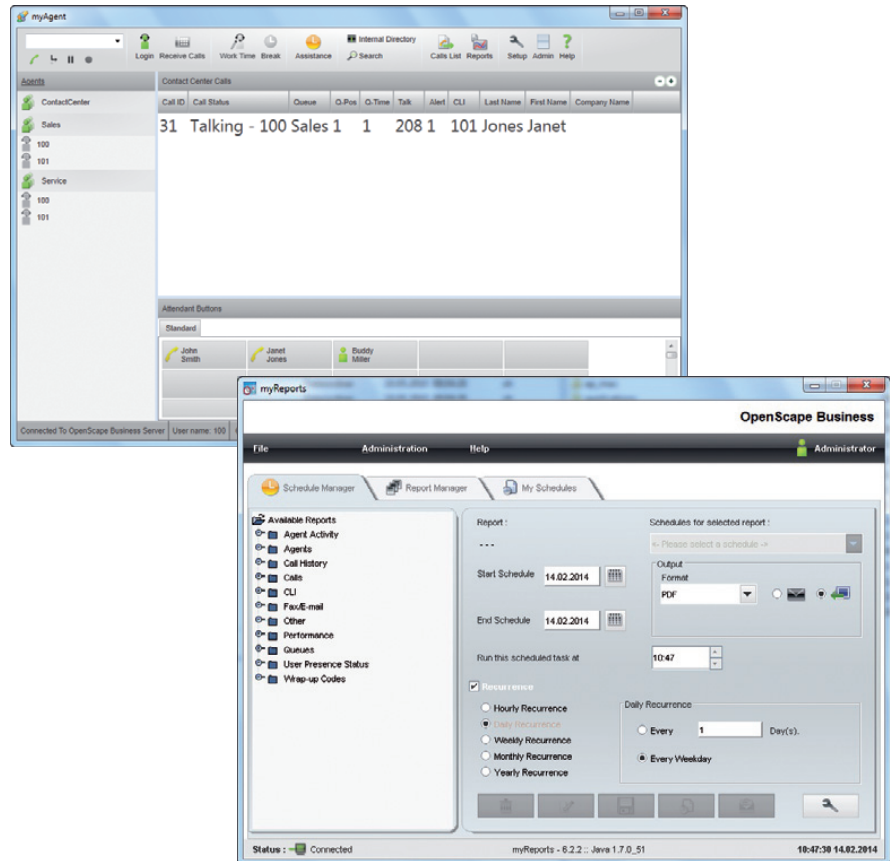 myAgent
Internal Directory
Login Receive Calls Work Time Break Assistance Search Calls List Reports Setup Admin Help
Agents
Contact Center Calls
ContactCenter
Call ID Call Status Queue Q-Pos Q-Time Talk Alert CLI Last Name First Name Company Name
31 Talking - 100 Sales 1 1 208 1 101 Jones Janet
Sales
100
101
Service
100
101
Attendant Buttons
Standard
John Smith
Janet Jones
Buddy Miller
Connected To OpenScape Business Server User name: 100
myReports
OpenScape Business
File Administration Help Administrator
Schedule Manager Report Manager My Schedules
Available Reports
Agent Activity
Agents
Call History
Calls
CLI
Fax/E-mail
Other
Performance
Queues
User Presence Status
Wrap-up Codes
Report :
---
Schedules for selected report :
<- Please select a schedule ->
Start Schedule 14.02.2014
Output
Format
PDF
End Schedule 14.02.2014
Run this scheduled task at 10:47
Recurrence
Hourly Recurrence
Daily Recurrence
Weekly Recurrence
Monthly Recurrence
Yearly Recurrence
Daily Recurrence
Every 1 Day(s).
Every Weekday
Status : Connected
myReports - 6.2.2 :: Java 1.7.0_51
10:47:30 14.02.2014